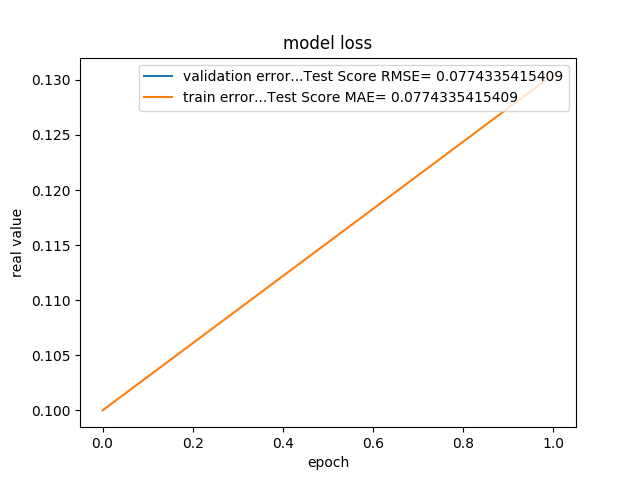 model loss
validation error...Test Score RMSE= 0.0774335415409
train error...Test Score MAE= 0.0774335415409
0.130
0.125
0.120
0.115
0.110
0.105
0.100
real value
0.0 0.2 0.4 0.6 0.8 1.0
epoch